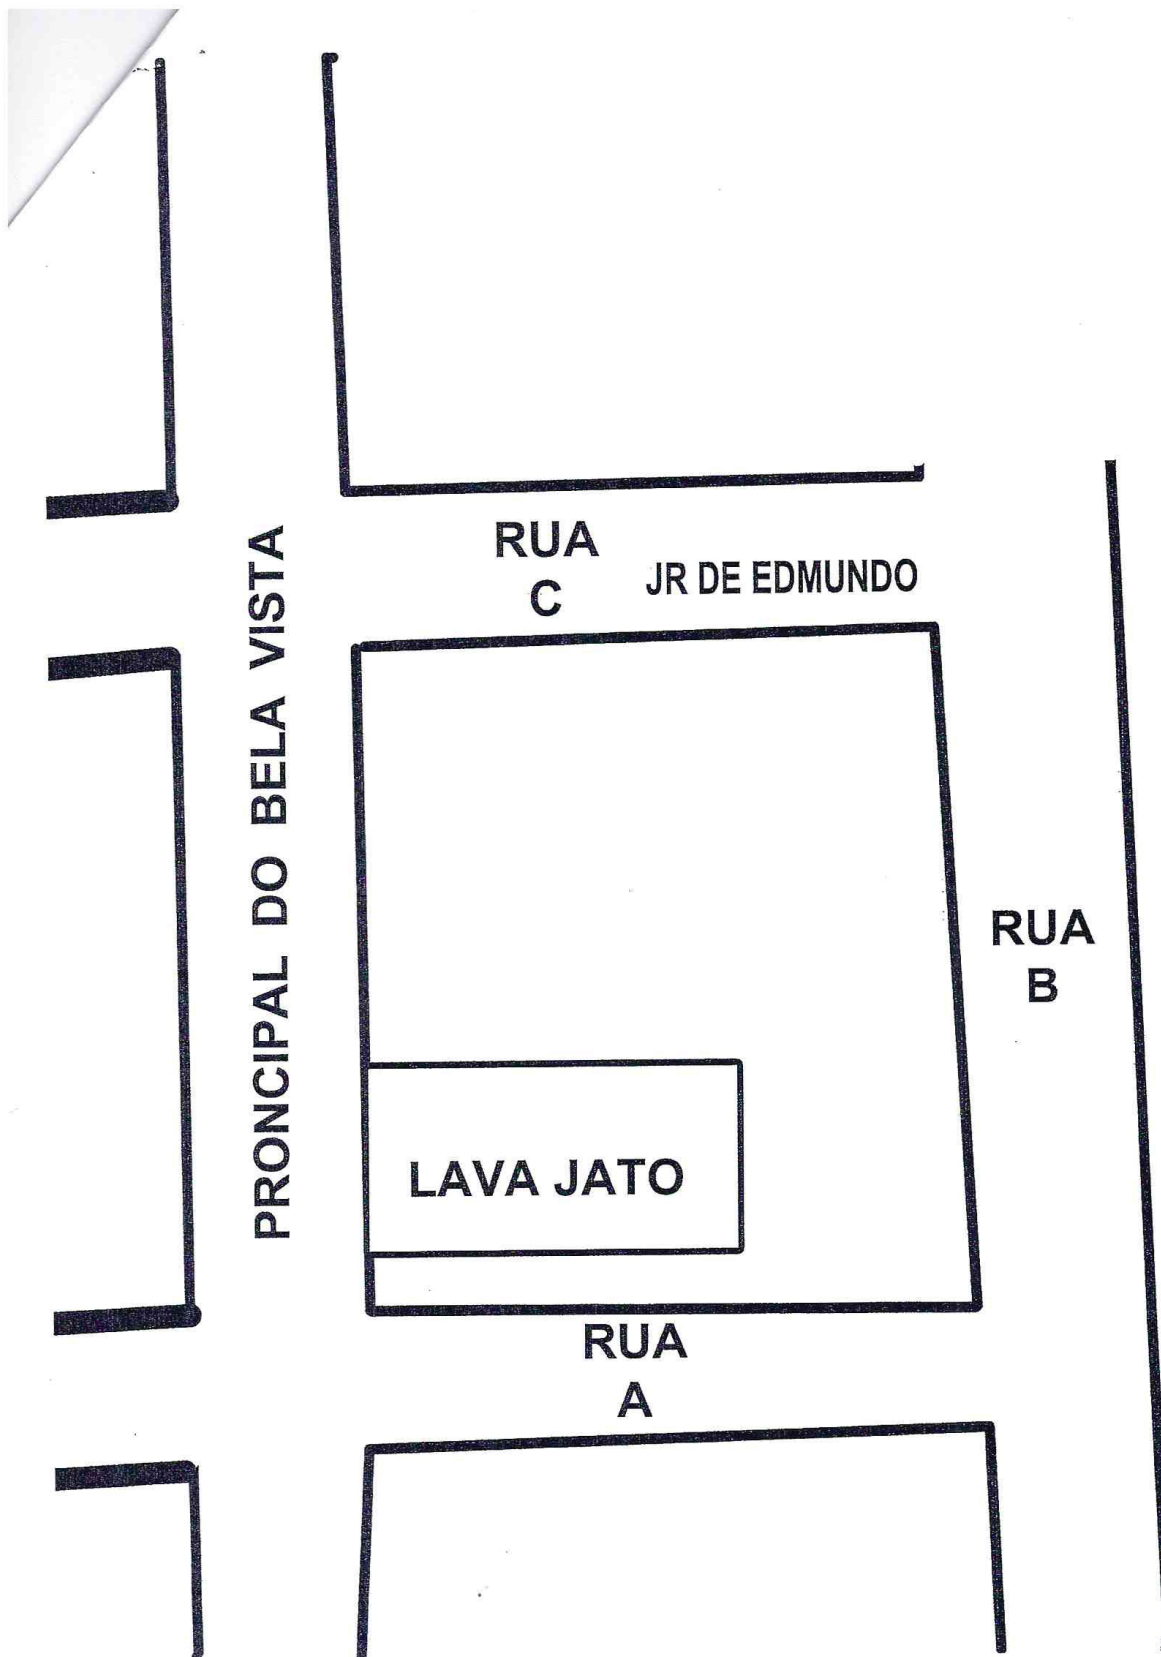 RUA
C
JR DE EDMUNDO
PRONCIPAL DO BELA VISTA
RUA
B
LAVA JATO
RUA
A